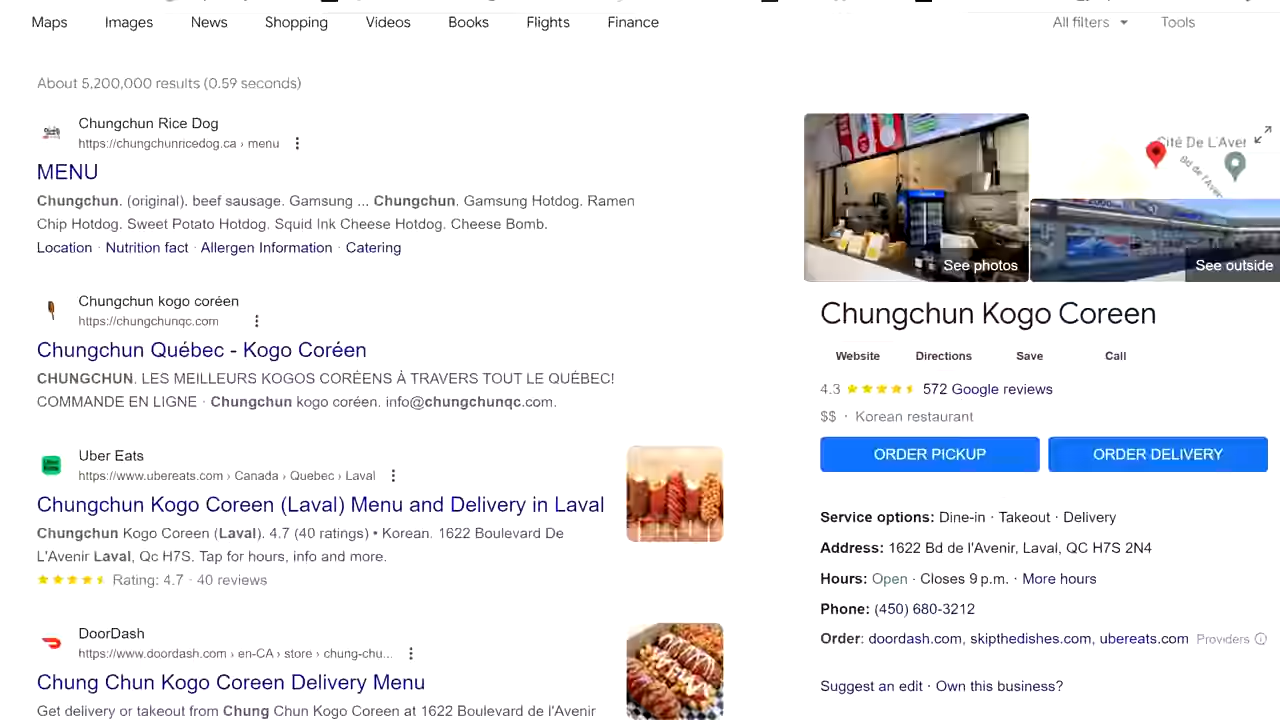 Maps Images News Shopping Videos Books Flights Finance All filters Tools
About 5,200,000 results (0.59 seconds)
Chungchun Rice Dog
https://chungchunricedog.ca › menu
MENU
Chungchun. (original). beef sausage. Gamsung ... Chungchun. Gamsung Hotdog. Ramen
Chip Hotdog. Sweet Potato Hotdog. Squid Ink Cheese Hotdog. Cheese Bomb.
Location · Nutrition fact · Allergen Information · Catering
Chungchun kogo coréen
https://chungchunqc.com
Chungchun Québec - Kogo Coréen
CHUNGCHUN. LES MEILLEURS KOGOS CORÉENS À TRAVERS TOUT LE QUÉBEC!
COMMANDE EN LIGNE · Chungchun kogo coréen. info@chungchunqc.com.
Uber Eats
https://www.ubereats.com › Canada › Quebec › Laval
Chungchun Kogo Coreen (Laval) Menu and Delivery in Laval
Chungchun Kogo Coreen (Laval). 4.7 (40 ratings) • Korean. 1622 Boulevard De
L'Avenir Laval, Qc H7S. Tap for hours, info and more.
Rating: 4.7 · 40 reviews
DoorDash
https://www.doordash.com › en-CA › store › chung-chu...
Chung Chun Kogo Coreen Delivery Menu
Get delivery or takeout from Chung Chun Kogo Coreen at 1622 Boulevard de l'Avenir
Cité De L'Aver
Bd de l'Aver
See photos
See outside
Chungchun Kogo Coreen
Website Directions Save Call
4.3 572 Google reviews
$$ · Korean restaurant
ORDER PICKUP ORDER DELIVERY
Service options: Dine-in · Takeout · Delivery
Address: 1622 Bd de l'Avenir, Laval, QC H7S 2N4
Hours: Open · Closes 9 p.m. · More hours
Phone: (450) 680-3212
Order: doordash.com, skipthedishes.com, ubereats.com Providers
Suggest an edit · Own this business?